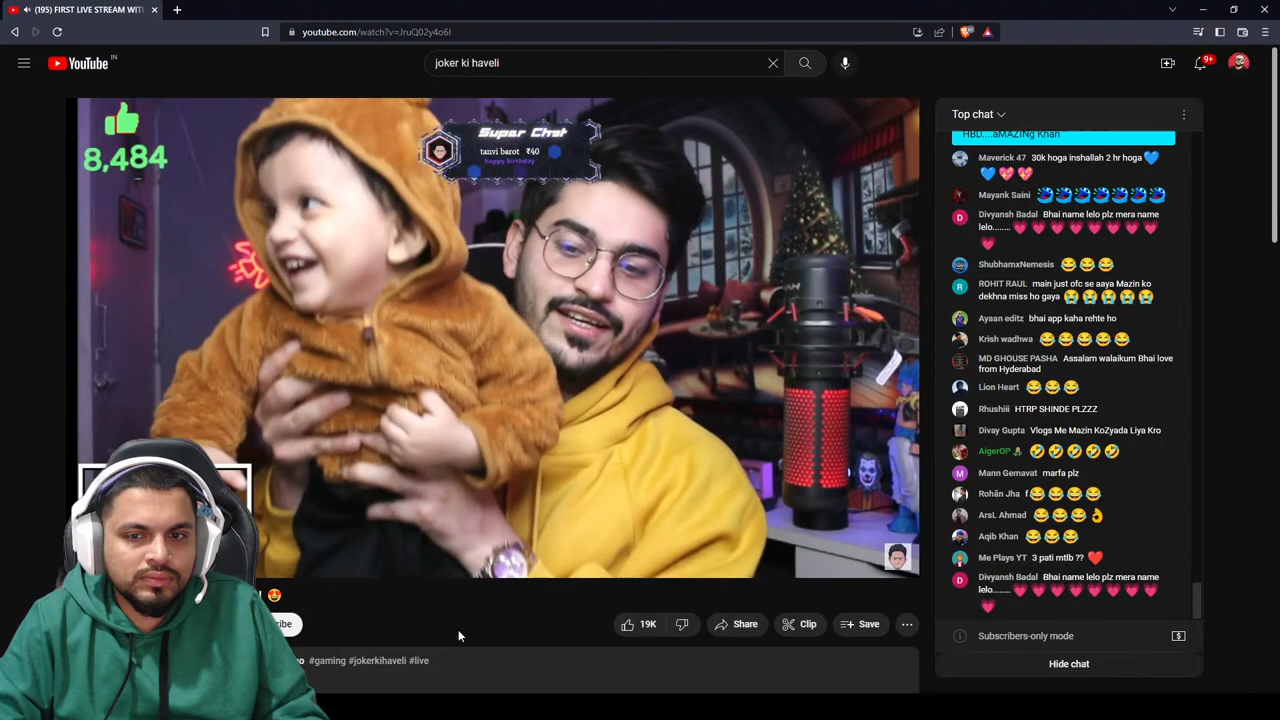 (195) FIRST LIVE STREAM WITH
youtube.com/watch?v=JruQ02y4o6I
YouTube IN
joker ki haveli
9+
8,484
Super Chat
tanvi barot ₹40
happy birthday
Top chat
HBD....aMAZINg Khan
Maverick 47 30k hoga inshallah 2 hr hoga💙
💙💖💖
Mayank Saini
Divyansh Badal Bhai name lelo plz mera name
lelo........💗💗💗💗💗💗💗💗
💗
ShubhamxNemesis 😂😂😂
ROHIT RAUL main just ofc se aaya Mazin ko
dekhna miss ho gaya 😭😭😭😭😭
Ayaan editz bhai app kaha rehte ho
Krish wadhwa 😂😂😂😂😂
MD GHOUSE PASHA Assalam walaikum Bhai love
from Hyderabad
Lion Heart 😂😂😂
Rhushiii HTRP SHINDE PLZZZ
Divay Gupta Vlogs Me Mazin KoZyada Liya Kro
AigerOP 🤣🤣🤣🤣🤣
Mann Gemavat marfa plz
Rohān Jha f😂😂😂😂
ArsL Ahmad 😂😂😂👌
Aqib Khan 😂😂😂
Me Plays YT 3 pati mtlb ?? ❤️
Divyansh Badal Bhai name lelo plz mera name
lelo........💗💗💗💗💗💗💗💗
💗
Subscribers-only mode
Hide chat
😍
ibe
19K
Share
Clip
Save
#gaming #jokerkihaveli #live